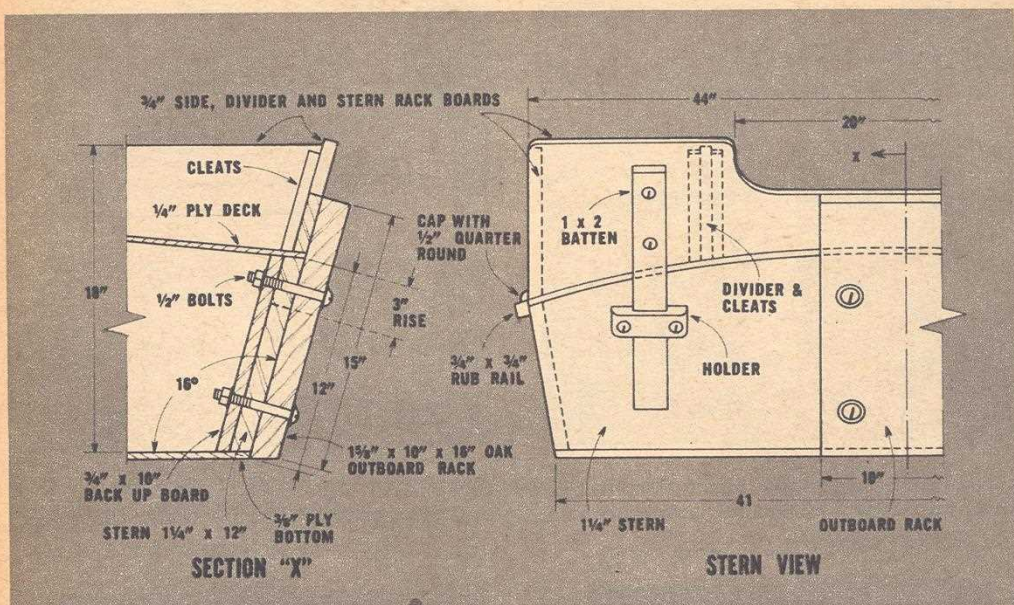 ¾" SIDE, DIVIDER AND STERN RACK BOARDS
CLEATS
¼" PLY DECK
18"
½" BOLTS
16°
CAP WITH
½" QUARTER
ROUND
3"
RISE
15"
12"
¾" x ¾"
RUB RAIL
1⅝" x 10" x 16" OAK
OUTBOARD RACK
¾" x 10"
BACK UP BOARD
STERN 1¼" x 12"
⅜" PLY
BOTTOM
SECTION "X"
44"
20"
X
1 x 2
BATTEN
DIVIDER &
CLEATS
HOLDER
10"
41
1¼" STERN
OUTBOARD RACK
STERN VIEW